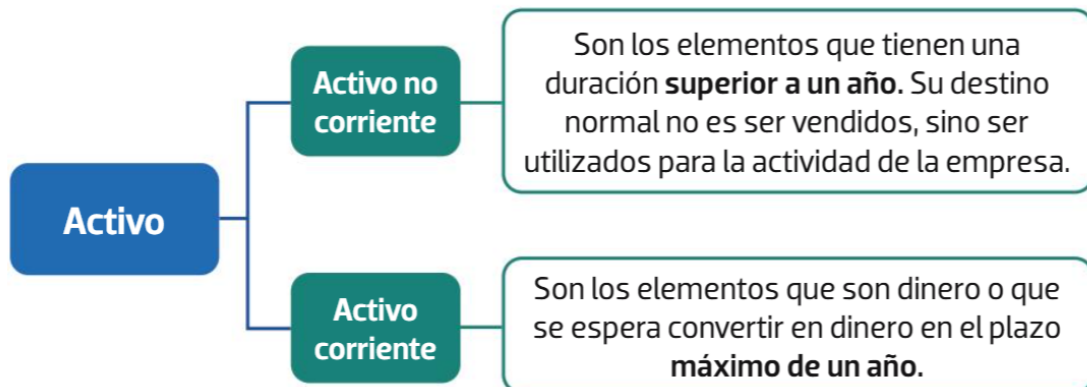 Activo
Activo no
corriente
Son los elementos que tienen una
duración superior a un año. Su destino
normal no es ser vendidos, sino ser
utilizados para la actividad de la empresa.
Activo
corriente
Son los elementos que son dinero o que
se espera convertir en dinero en el plazo
máximo de un año.